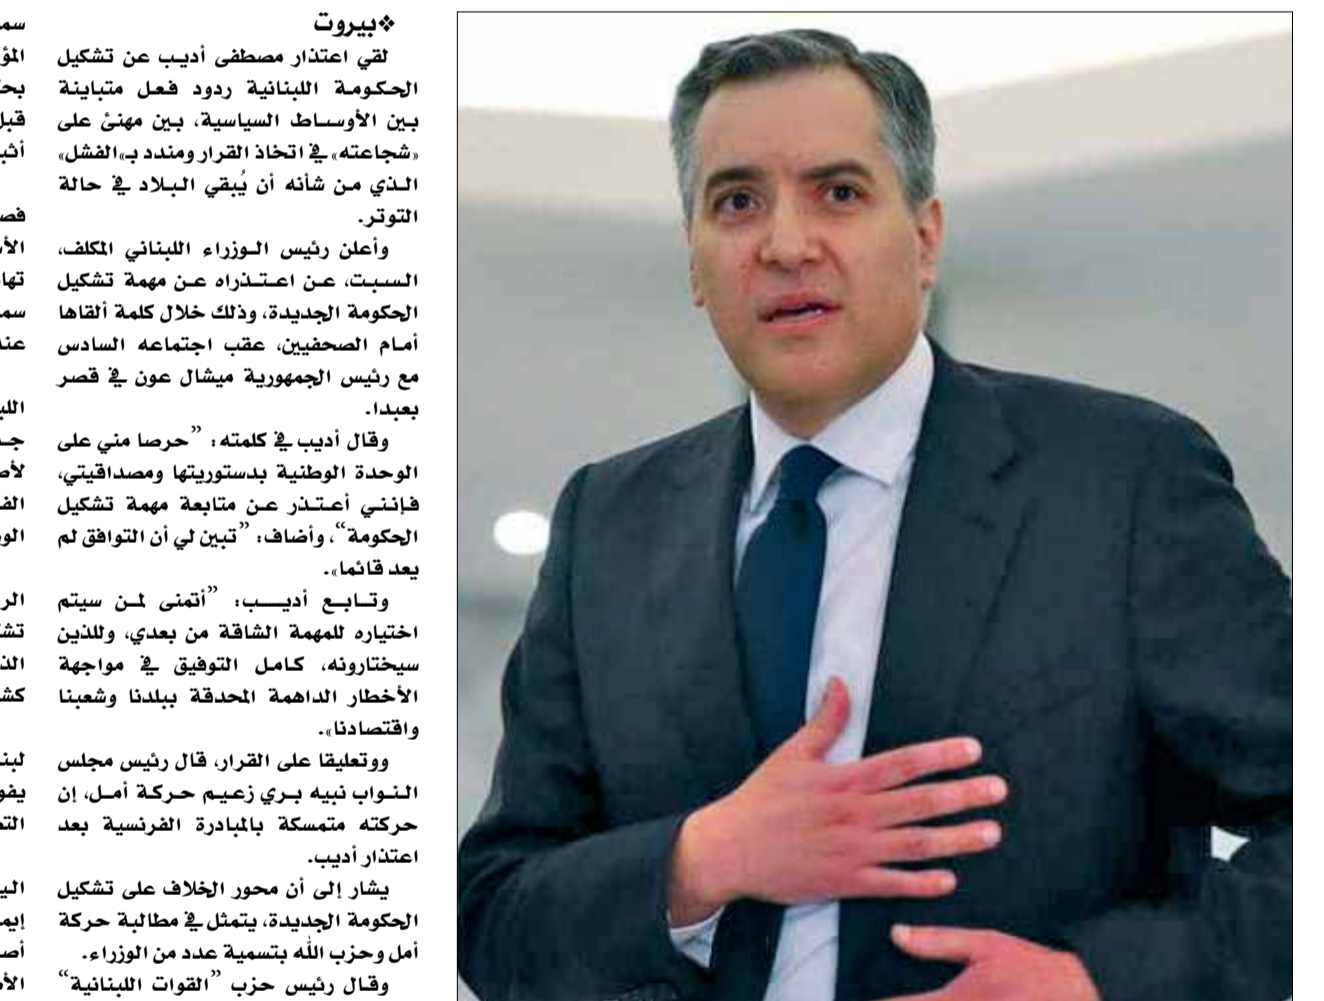 ❖بيروت
لقي اعتذار مصطفى أديب عن تشكيل
الحكومة اللبنانية ردود فعل متباينة
بين الأوساط السياسية، بين مهنئ على
«شجاعته» في اتخاذ القرار ومندد بـ«الفشل»
الذي من شأنه أن يُبقي البلاد في حالة
التوتر.
وأعلن رئيس الوزراء اللبناني المكلف،
السبت، عن اعتذراه عن مهمة تشكيل
الحكومة الجديدة، وذلك خلال كلمة ألقاها
أمام الصحفيين، عقب اجتماعه السادس
مع رئيس الجمهورية ميشال عون في قصر
بعبدا.
وقال أديب في كلمته: ”حرصا مني على
الوحدة الوطنية بدستوريتها ومصداقيتي،
فإنني أعتذر عن متابعة مهمة تشكيل
الحكومة“، وأضاف: ”تبين لي أن التوافق لم
يعد قائما».
وتابع أديب: ”أتمنى لمن سيتم
اختياره للمهمة الشاقة من بعدي، وللذين
سيختارونه، كامل التوفيق في مواجهة
الأخطار الداهمة المحدقة ببلدنا وشعبنا
واقتصادنا».
ووتعليقا على القرار، قال رئيس مجلس
النواب نبيه بري زعيم حركة أمل، إن
حركته متمسكة بالمبادرة الفرنسية بعد
اعتذار أديب.
يشار إلى أن محور الخلاف على تشكيل
الحكومة الجديدة، يتمثل في مطالبة حركة
أمل وحزب الله بتسمية عدد من الوزراء.
وقال رئيس حزب ”القوات اللبنانية“